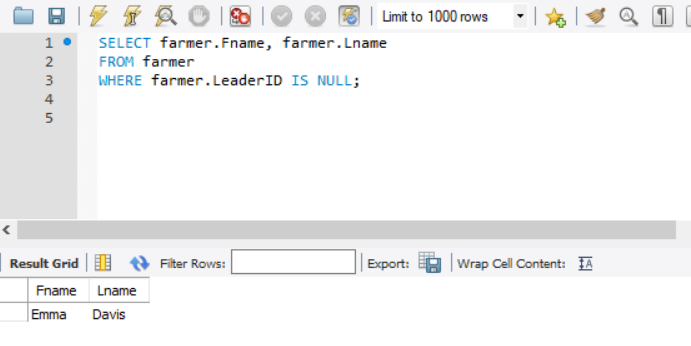 Limit to 1000 rows
1 SELECT farmer.Fname, farmer.Lname
2 FROM farmer
3 WHERE farmer.LeaderID IS NULL;
4
5
Result Grid Filter Rows: Export: Wrap Cell Content:
Fname Lname
Emma Davis